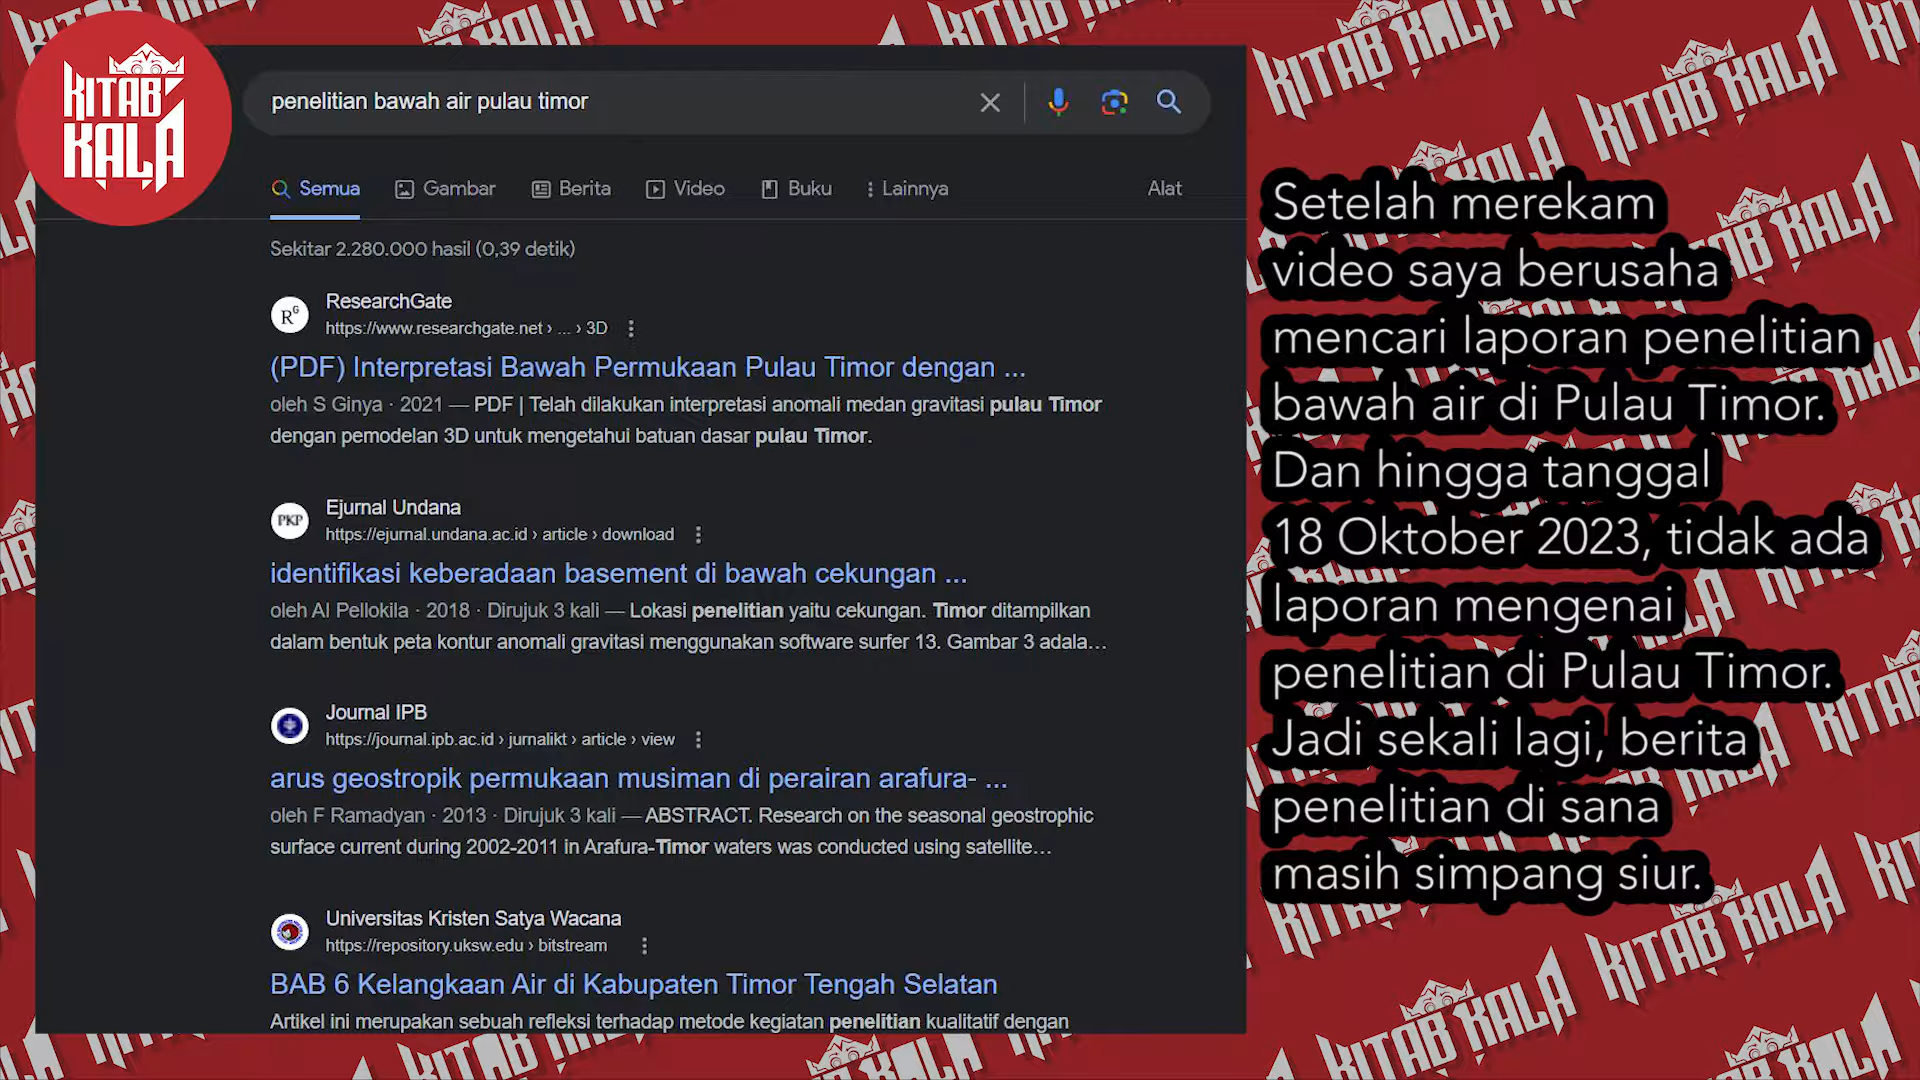 KITAB
KALA
penelitian bawah air pulau timor
Semua
Gambar
Berita
Video
Buku
Lainnya
Alat
Sekitar 2.280.000 hasil (0,39 detik)
ResearchGate
https://www.researchgate.net › ... › 3D
(PDF) Interpretasi Bawah Permukaan Pulau Timor dengan ...
oleh S Ginya · 2021 — PDF | Telah dilakukan interpretasi anomali medan gravitasi pulau Timor
dengan pemodelan 3D untuk mengetahui batuan dasar pulau Timor.
PKP
Ejurnal Undana
https://ejurnal.undana.ac.id › article › download
identifikasi keberadaan basement di bawah cekungan ...
oleh AI Pellokila · 2018 · Dirujuk 3 kali — Lokasi penelitian yaitu cekungan. Timor ditampilkan
dalam bentuk peta kontur anomali gravitasi menggunakan software surfer 13. Gambar 3 adala...
Journal IPB
https://journal.ipb.ac.id › jurnalikt › article › view
arus geostropik permukaan musiman di perairan arafura- ...
oleh F Ramadyan · 2013 · Dirujuk 3 kali — ABSTRACT. Research on the seasonal geostrophic
surface current during 2002-2011 in Arafura-Timor waters was conducted using satellite...
Universitas Kristen Satya Wacana
https://repository.uksw.edu › bitstream
BAB 6 Kelangkaan Air di Kabupaten Timor Tengah Selatan
Artikel ini merupakan sebuah refleksi terhadap metode kegiatan penelitian kualitatif dengan
Setelah merekam
video saya berusaha
mencari laporan penelitian
bawah air di Pulau Timor.
Dan hingga tanggal
18 Oktober 2023, tidak ada
laporan mengenai
penelitian di Pulau Timor.
Jadi sekali lagi, berita
penelitian di sana
masih simpang siur.